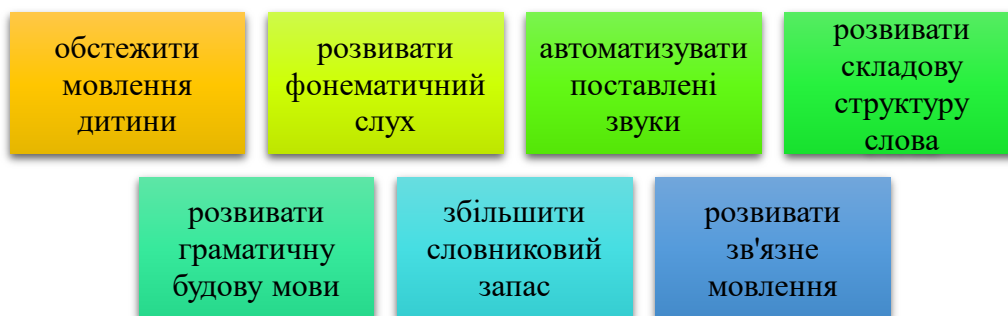 обстежити
мовлення
дитини
розвивати
фонематичний
слух
автоматизувати
поставлені
звуки
розвивати
складову
структуру
слова
розвивати
граматичну
будову мови
збільшити
словниковий
запас
розвивати
зв'язне
мовлення